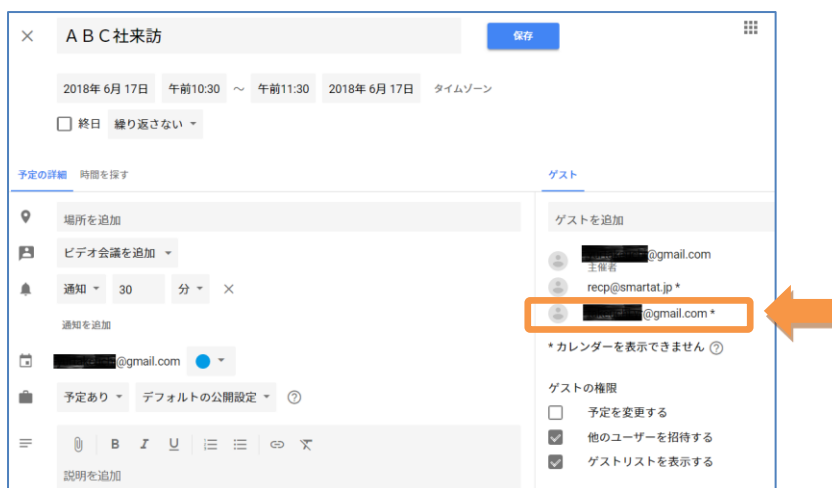 ＡＢＣ社来訪
保存
2018年 6月 17日 午前10:30 ～ 午前11:30 2018年 6月 17日 タイムゾーン
終日 繰り返さない
予定の詳細 時間を探す
場所を追加
ビデオ会議を追加
通知 30 分
通知を追加
@gmail.com
予定あり デフォルトの公開設定
B I U
説明を追加
ゲスト
ゲストを追加
@gmail.com
主催者
recp@smartat.jp *
@gmail.com *
* カレンダーを表示できません
ゲストの権限
予定を変更する
他のユーザーを招待する
ゲストリストを表示する